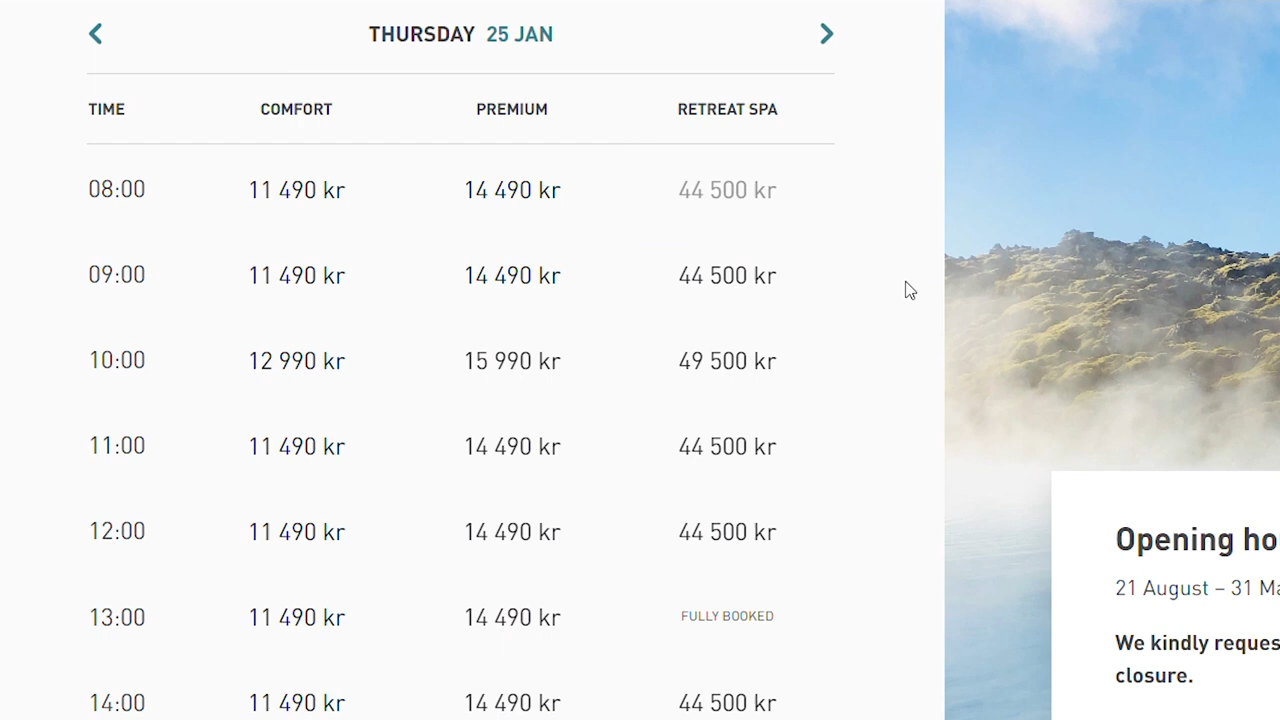 THURSDAY 25 JAN
TIME COMFORT PREMIUM RETREAT SPA
08:00 11 490 kr 14 490 kr 44 500 kr
09:00 11 490 kr 14 490 kr 44 500 kr
10:00 12 990 kr 15 990 kr 49 500 kr
11:00 11 490 kr 14 490 kr 44 500 kr
12:00 11 490 kr 14 490 kr 44 500 kr
13:00 11 490 kr 14 490 kr FULLY BOOKED
14:00 11 490 kr 14 490 kr 44 500 kr
Opening ho
21 August – 31 Ma
We kindly reques
closure.